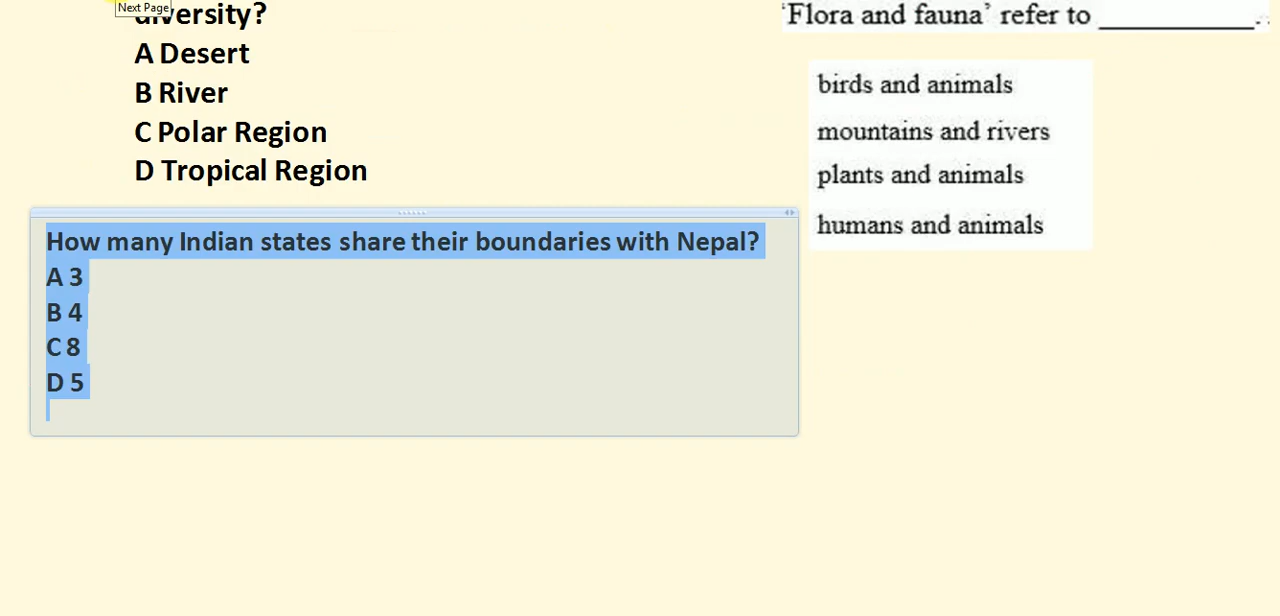 Next Page
diversity?
A Desert
B River
C Polar Region
D Tropical Region
How many Indian states share their boundaries with Nepal?
A 3
B 4
C 8
D 5
‘Flora and fauna’ refer to ___________.
birds and animals
mountains and rivers
plants and animals
humans and animals